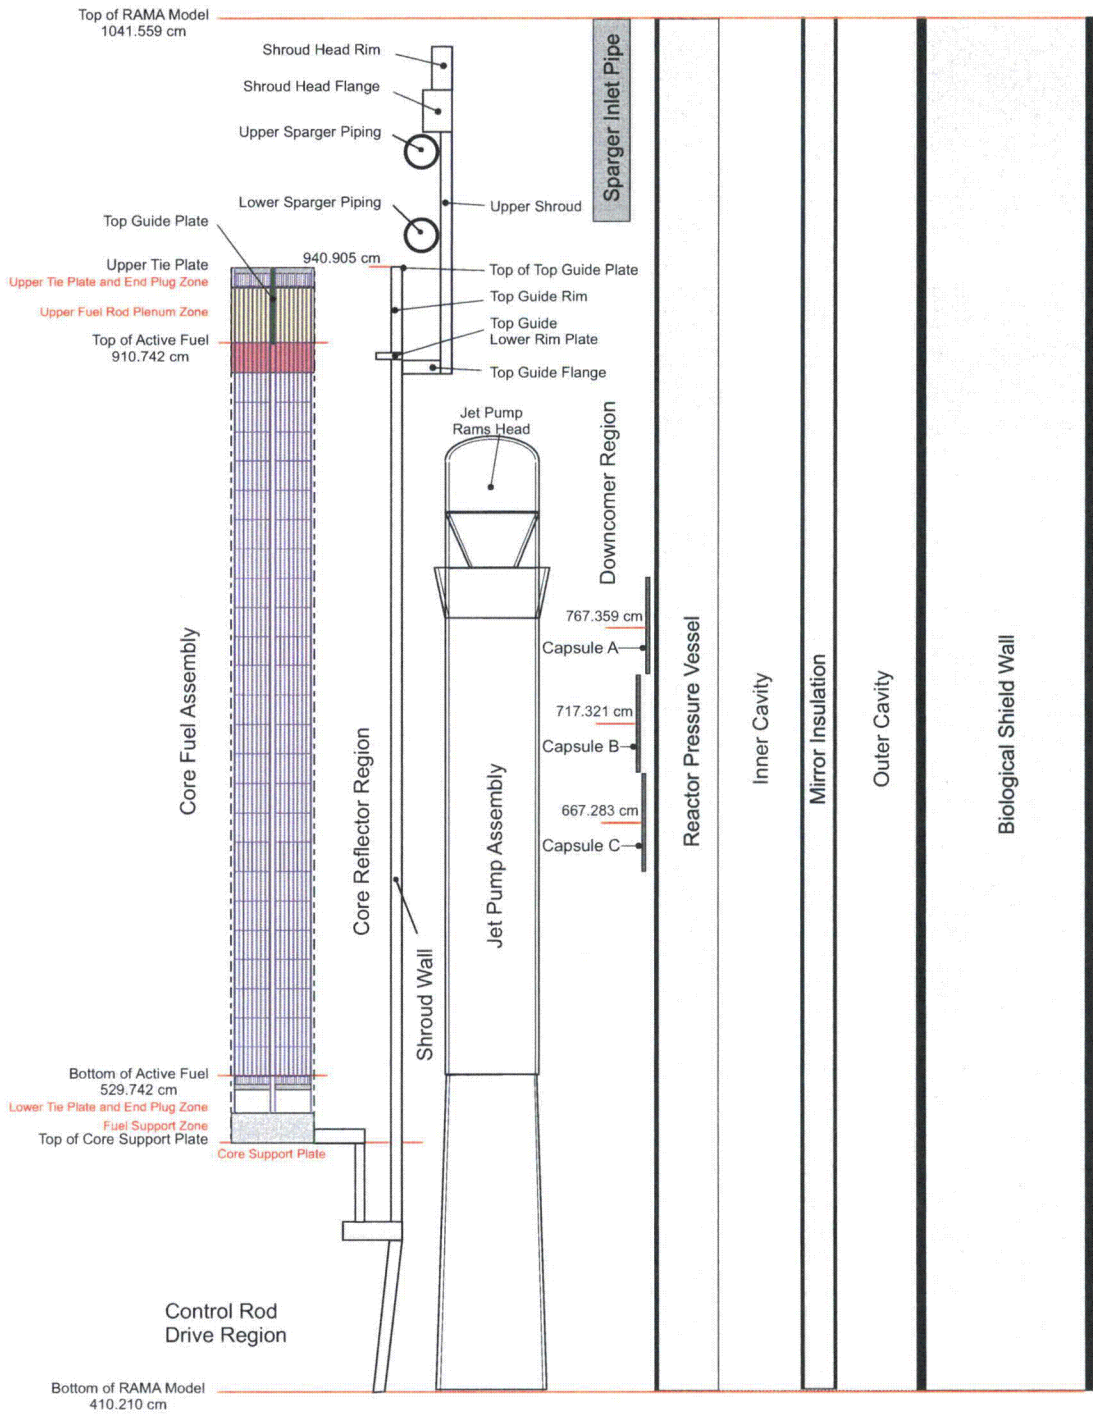 Top of RAMA Model
1041.559 cm
Shroud Head Rim
Shroud Head Flange
Upper Sparger Piping
Lower Sparger Piping
Upper Shroud
Sparger Inlet Pipe
Top Guide Plate
Upper Tie Plate
940.905 cm
Upper Tie Plate and End Plug Zone
Upper Fuel Rod Plenum Zone
Top of Active Fuel
910.742 cm
Top of Top Guide Plate
Top Guide Rim
Top Guide
Lower Rim Plate
Top Guide Flange
Jet Pump
Rams Head
Downcomer Region
767.359 cm
Capsule A
717.321 cm
Capsule B
667.283 cm
Capsule C
Core Fuel Assembly
Core Reflector Region
Shroud Wall
Jet Pump Assembly
Reactor Pressure Vessel
Inner Cavity
Mirror Insulation
Outer Cavity
Biological Shield Wall
Bottom of Active Fuel
529.742 cm
Lower Tie Plate and End Plug Zone
Fuel Support Zone
Top of Core Support Plate
Core Support Plate
Control Rod
Drive Region
Bottom of RAMA Model
410.210 cm